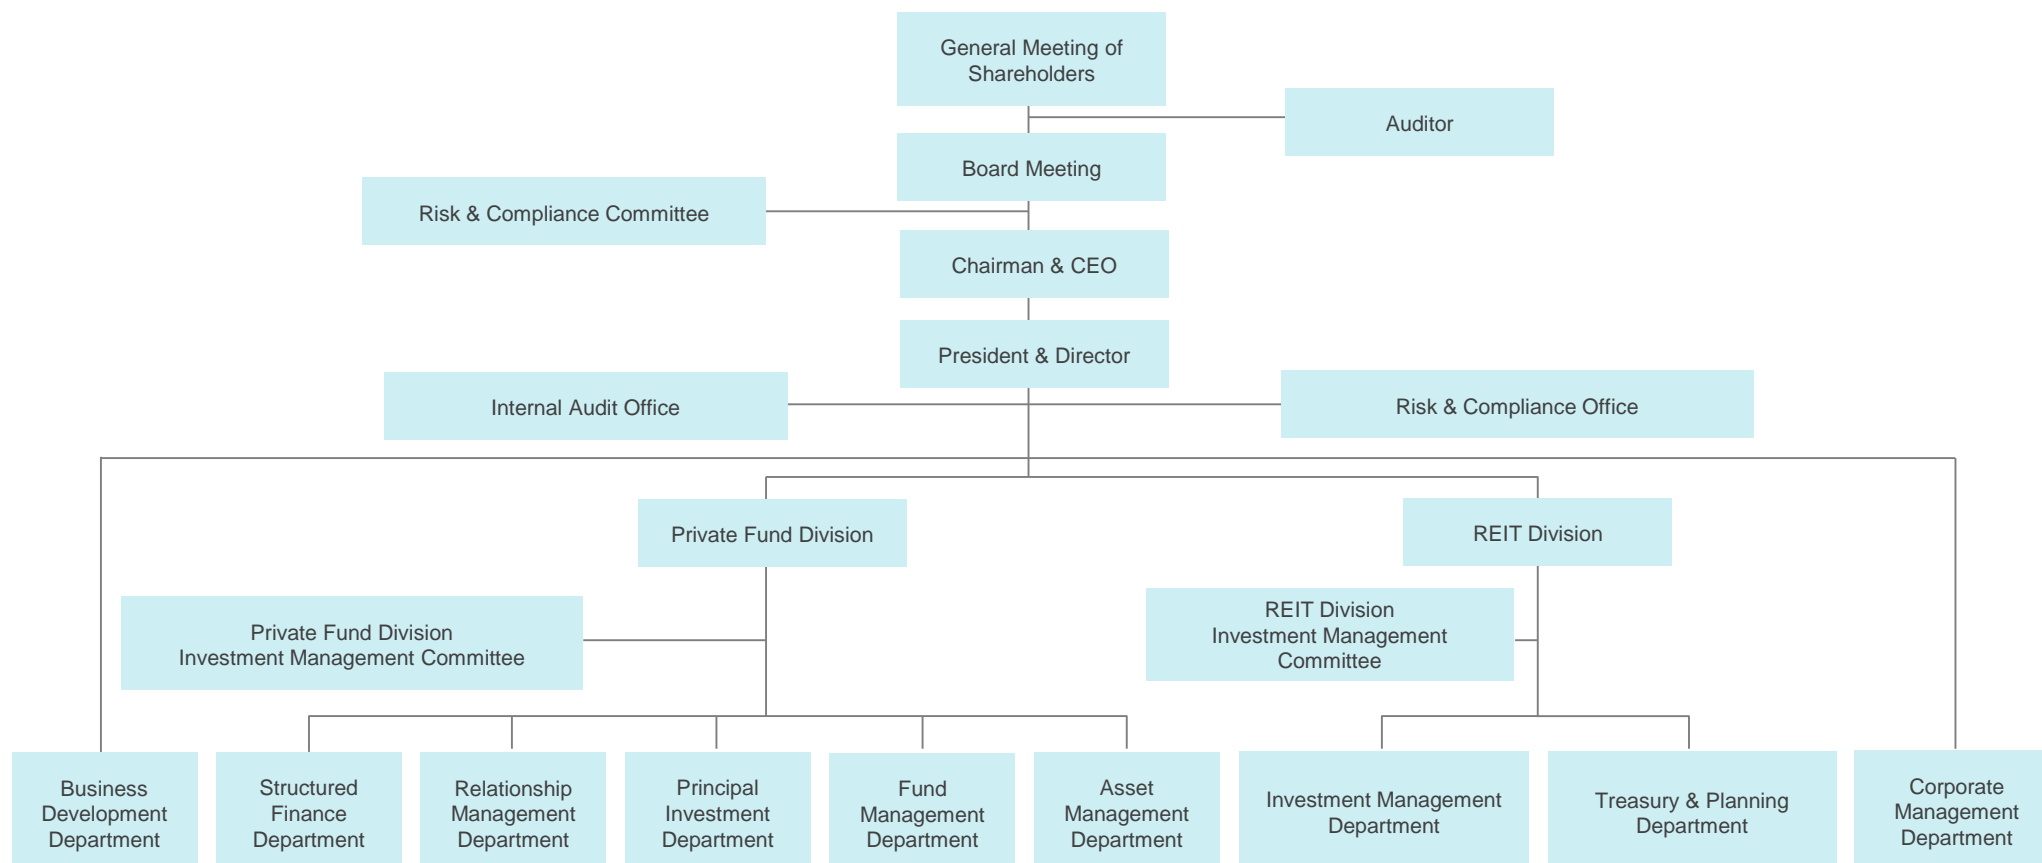 General Meeting of
Shareholders
Auditor
Board Meeting
Risk & Compliance Committee
Chairman & CEO
President & Director
Internal Audit Office
Risk & Compliance Office
Private Fund Division
REIT Division
Private Fund Division
Investment Management Committee
REIT Division
Investment Management
Committee
Business
Development
Department
Structured
Finance
Department
Relationship
Management
Department
Principal
Investment
Department
Fund
Management
Department
Asset
Management
Department
Investment Management
Department
Treasury & Planning
Department
Corporate
Management
Department